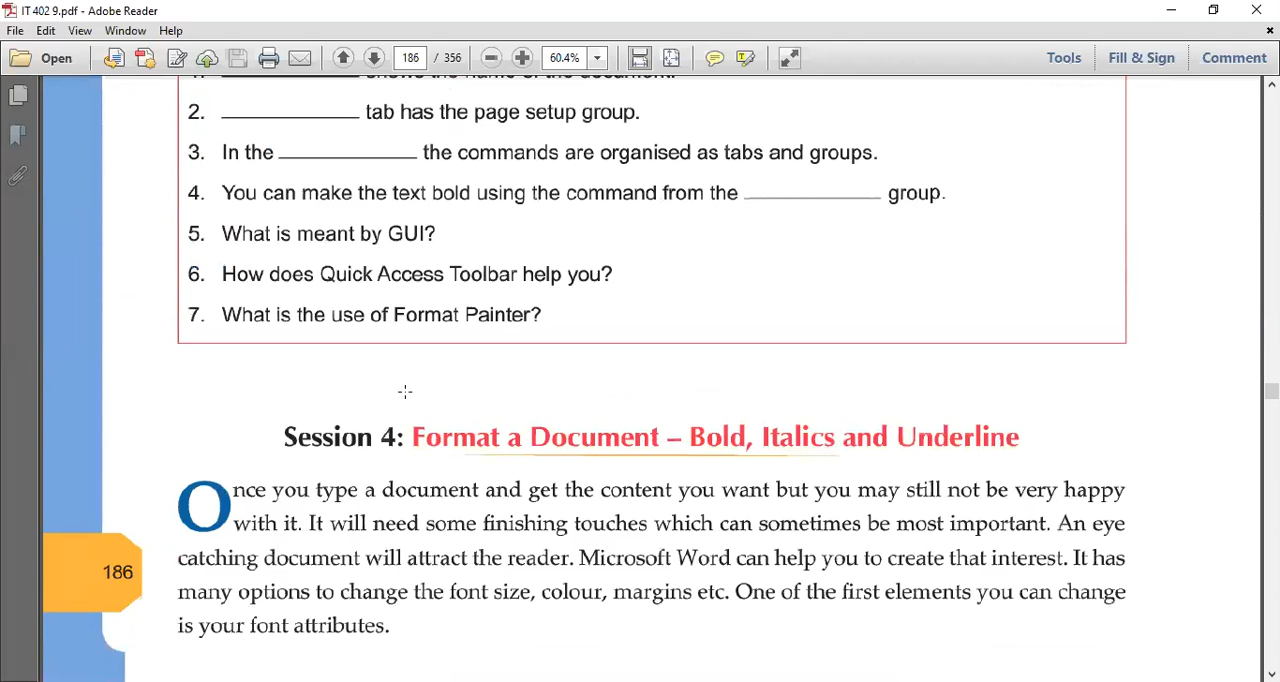 IT 402 9.pdf - Adobe Reader
File Edit View Window Help
Open 186 / 356 60.4% Tools Fill & Sign Comment
1. ____________ shows the name of the document.
2. ____________ tab has the page setup group.
3. In the ____________ the commands are organised as tabs and groups.
4. You can make the text bold using the command from the ____________ group.
5. What is meant by GUI?
6. How does Quick Access Toolbar help you?
7. What is the use of Format Painter?
Session 4: Format a Document – Bold, Italics and Underline
Once you type a document and get the content you want but you may still not be very happy
with it. It will need some finishing touches which can sometimes be most important. An eye
catching document will attract the reader. Microsoft Word can help you to create that interest. It has
many options to change the font size, colour, margins etc. One of the first elements you can change
is your font attributes.
186